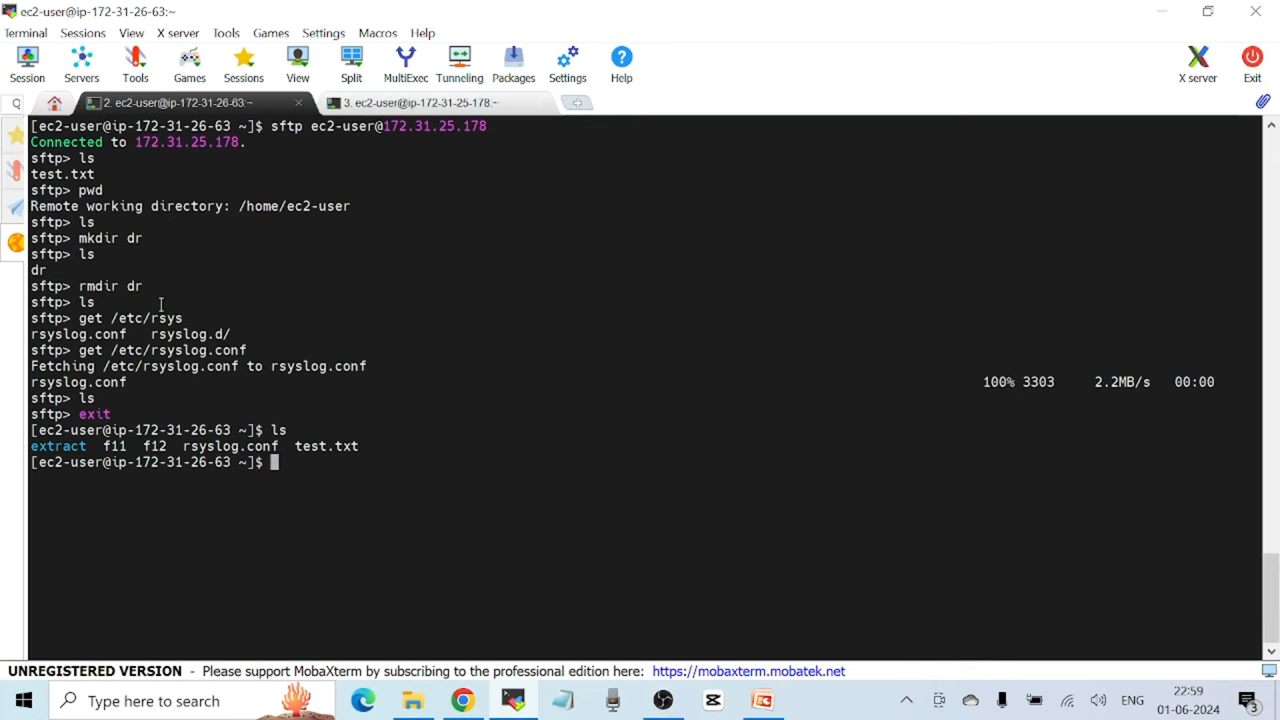 ec2-user@ip-172-31-26-63:~
Terminal Sessions View X server Tools Games Settings Macros Help
Session Servers Tools Games Sessions View Split MultiExec Tunneling Packages Settings Help X server Exit
2. ec2-user@ip-172-31-26-63:~ 3. ec2-user@ip-172-31-25-178:~
[ec2-user@ip-172-31-26-63 ~]$ sftp ec2-user@172.31.25.178
Connected to 172.31.25.178.
sftp> ls
test.txt
sftp> pwd
Remote working directory: /home/ec2-user
sftp> ls
sftp> mkdir dr
sftp> ls
dr
sftp> rmdir dr
sftp> ls
sftp> get /etc/rsys
rsyslog.conf rsyslog.d/
sftp> get /etc/rsyslog.conf
Fetching /etc/rsyslog.conf to rsyslog.conf
rsyslog.conf 100% 3303 2.2MB/s 00:00
sftp> ls
sftp> exit
[ec2-user@ip-172-31-26-63 ~]$ ls
extract f11 f12 rsyslog.conf test.txt
[ec2-user@ip-172-31-26-63 ~]$
UNREGISTERED VERSION - Please support MobaXterm by subscribing to the professional edition here: https://mobaxterm.mobatek.net
Type here to search
ENG
22:59
01-06-2024
3